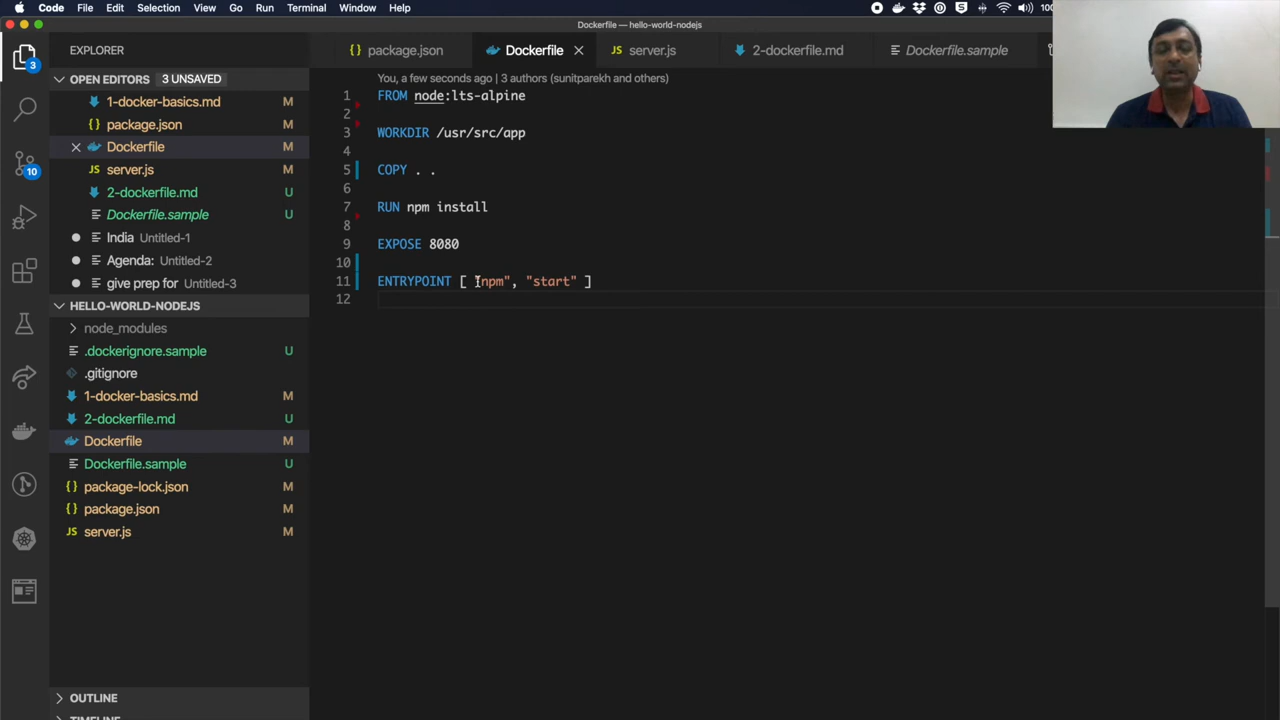 Code File Edit Selection View Go Run Terminal Window Help
Dockerfile — hello-world-nodejs
EXPLORER
package.json Dockerfile server.js 2-dockerfile.md Dockerfile.sample
OPEN EDITORS 3 UNSAVED
1-docker-basics.md M
package.json M
Dockerfile M
server.js M
2-dockerfile.md U
Dockerfile.sample U
India Untitled-1
Agenda: Untitled-2
give prep for Untitled-3
HELLO-WORLD-NODEJS
node_modules
.dockerignore.sample U
.gitignore
1-docker-basics.md M
2-dockerfile.md U
Dockerfile M
Dockerfile.sample U
package-lock.json M
package.json M
server.js M
OUTLINE
3
10
You, a few seconds ago | 3 authors (sunitparekh and others)
1 FROM node:lts-alpine
2
3 WORKDIR /usr/src/app
4
5 COPY . .
6
7 RUN npm install
8
9 EXPOSE 8080
10
11 ENTRYPOINT [ "npm", "start" ]
12